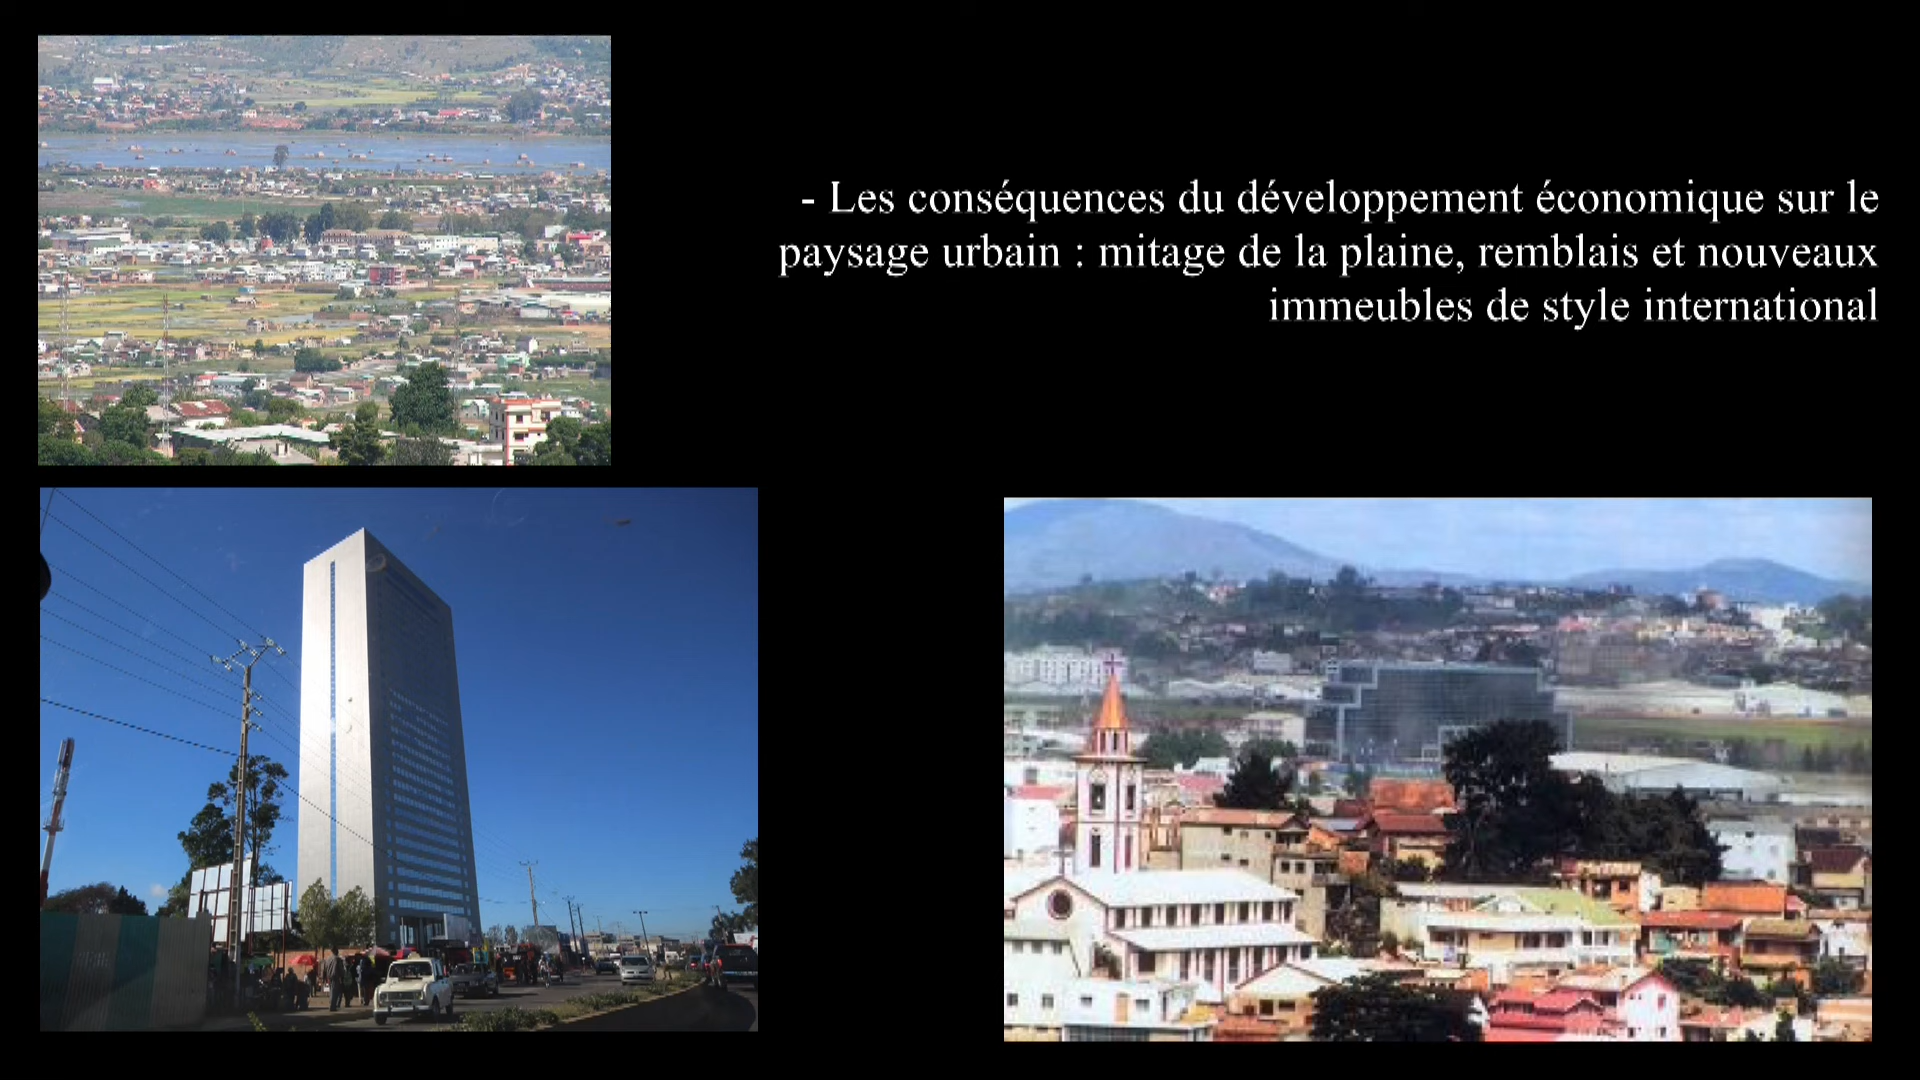 - Les conséquences du développement économique sur le
paysage urbain : mitage de la plaine, remblais et nouveaux
immeubles de style international